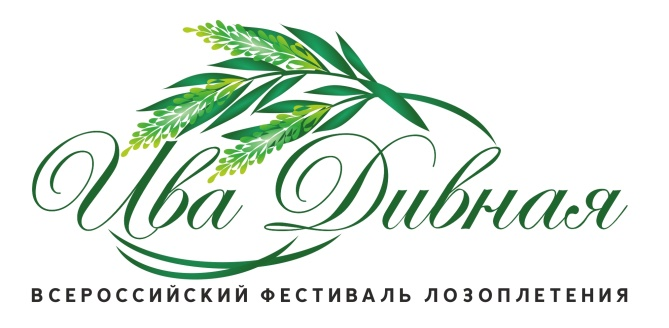 Ива Дивная
ВСЕРОССИЙСКИЙ ФЕСТИВАЛЬ ЛОЗОПЛЕТЕНИЯ